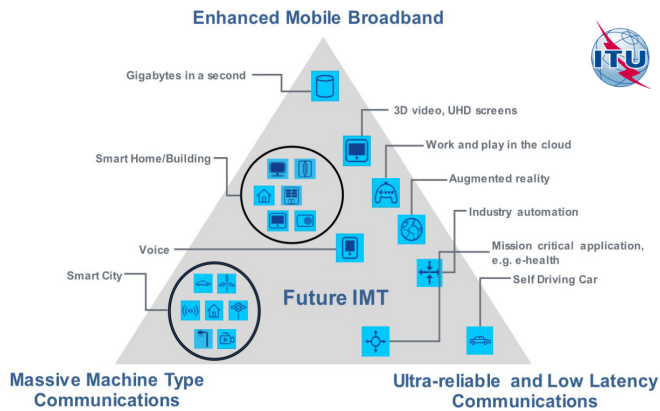 Enhanced Mobile Broadband
ITU
Gigabytes in a second
3D video, UHD screens
Smart Home/Building
Work and play in the cloud
Augmented reality
Industry automation
Voice
Mission critical application,
e.g. e-health
Smart City
Self Driving Car
Future IMT
Massive Machine Type
Communications
Ultra-reliable and Low Latency
Communications